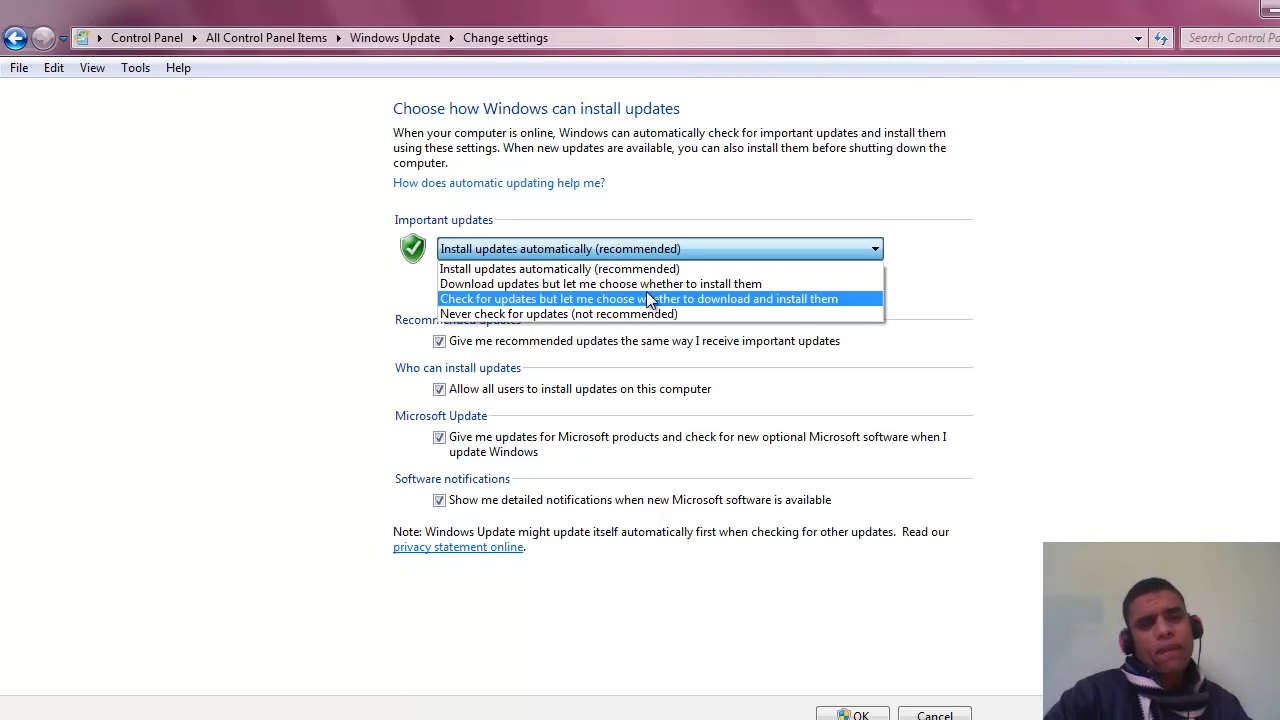 Control Panel All Control Panel Items Windows Update Change settings
Search Control Pa
File Edit View Tools Help
Choose how Windows can install updates
When your computer is online, Windows can automatically check for important updates and install them
using these settings. When new updates are available, you can also install them before shutting down the
computer.
How does automatic updating help me?
Important updates
Install updates automatically (recommended)
Install updates automatically (recommended)
Download updates but let me choose whether to install them
Check for updates but let me choose whether to download and install them
Never check for updates (not recommended)
Recommended updates
Give me recommended updates the same way I receive important updates
Who can install updates
Allow all users to install updates on this computer
Microsoft Update
Give me updates for Microsoft products and check for new optional Microsoft software when I
update Windows
Software notifications
Show me detailed notifications when new Microsoft software is available
Note: Windows Update might update itself automatically first when checking for other updates. Read our
privacy statement online.
OK Cancel